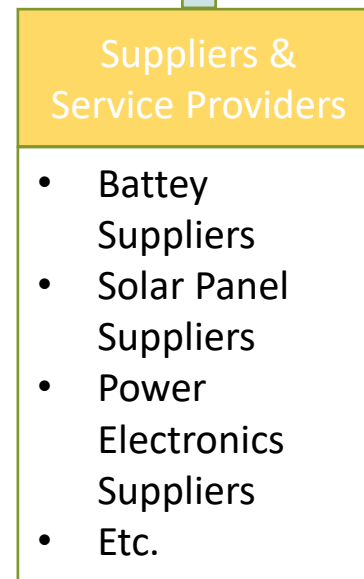 Suppliers &
Service Providers
• Battey
Suppliers
• Solar Panel
Suppliers
• Power
Electronics
Suppliers
• Etc.